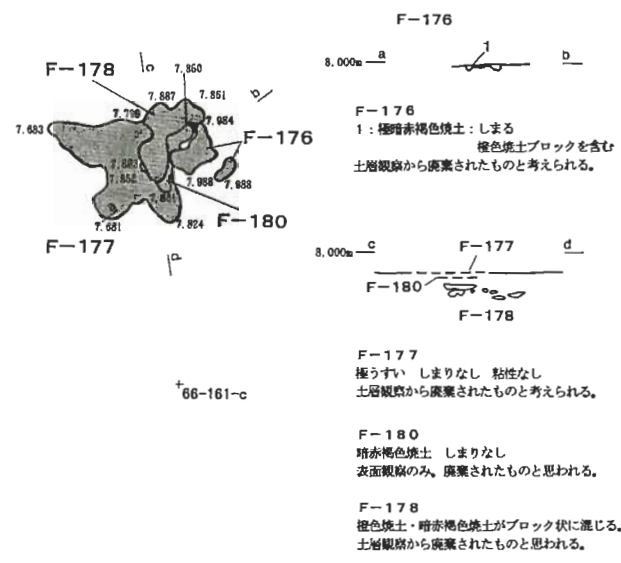 F-176
8.000m a 1 b
F-178
c
7.850
7.887
7.851
b
7.799
7.984
7.683
F-176
7.988
7.988
F-180
7.824
7.681
F-177
d
F-176
1:極暗赤褐色焼土:しまる
橙色焼土ブロックを含む
土層観察から廃棄されたものと考えられる。
8.000m c F-177 d
F-180
F-178
66-161-c
F-177
極うすい しまりなし 粘性なし
土層観察から廃棄されたものと考えられる。
F-180
暗赤褐色焼土 しまりなし
表面観察のみ。廃棄されたものと思われる。
F-178
橙色焼土・暗赤褐色焼土がブロック状に混じる。
土層観察から廃棄されたものと思われる。